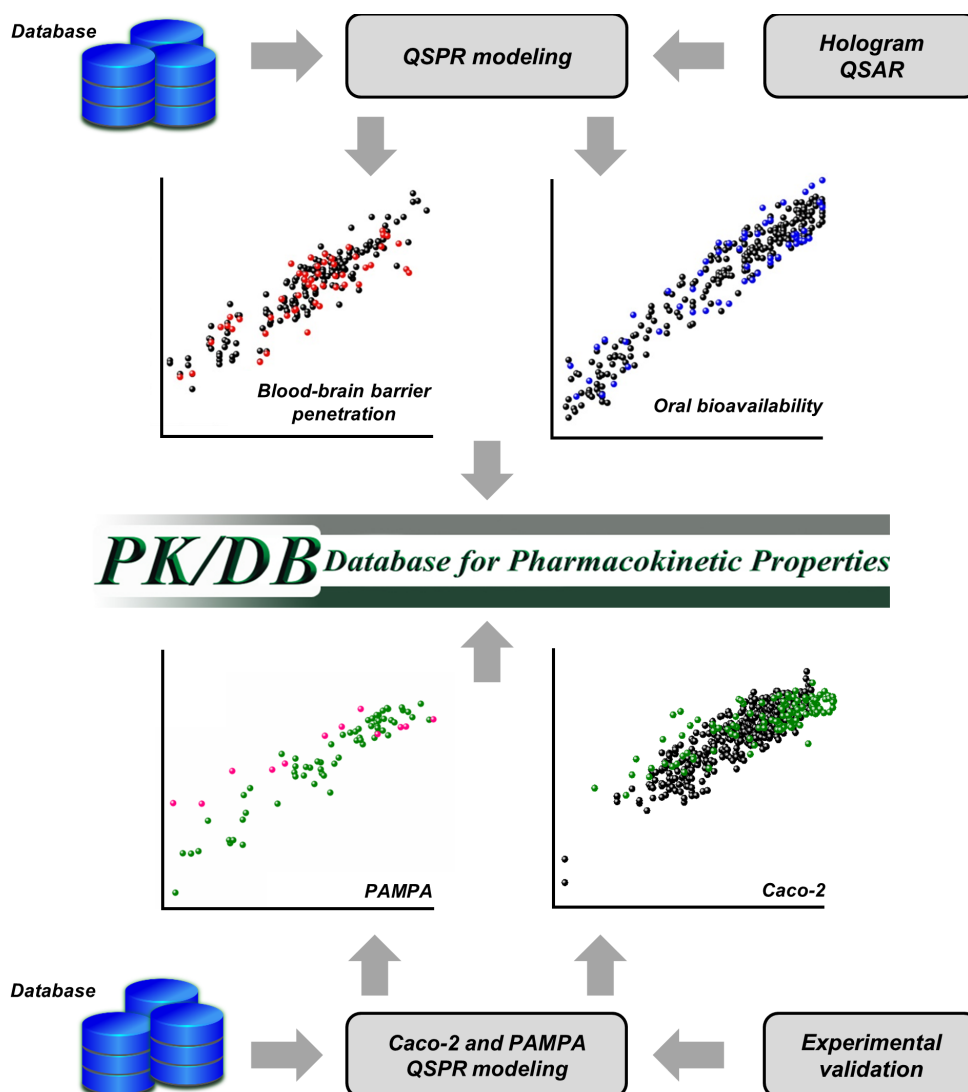 Database
QSPR modeling
Hologram
QSAR
Blood-brain barrier
penetration
Oral bioavailability
PK/DB Database for Pharmacokinetic Properties
PAMPA
Caco-2
Database
Caco-2 and PAMPA
QSPR modeling
Experimental
validation